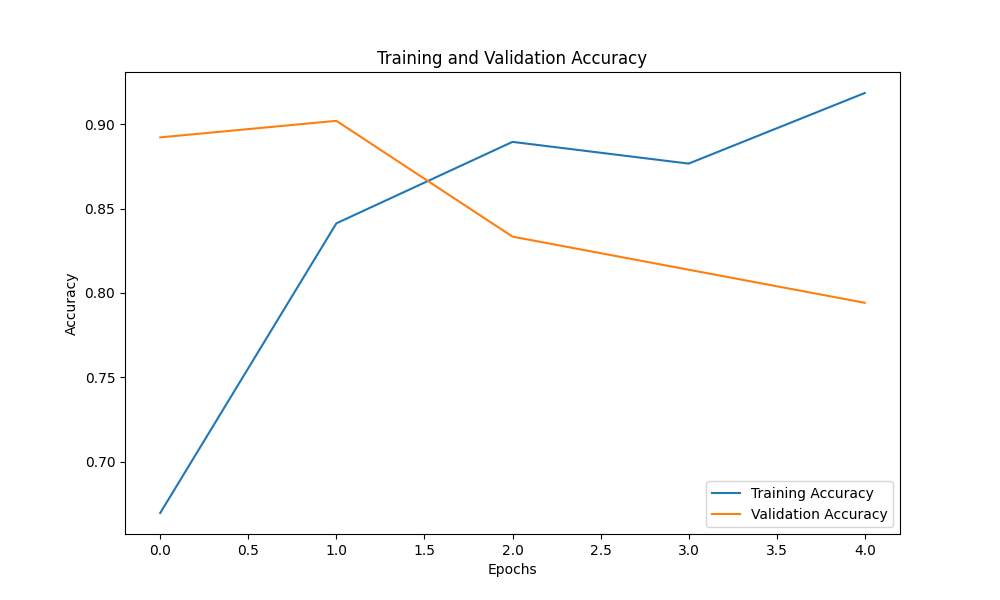 Training and Validation Accuracy
Accuracy
0.90
0.85
0.80
0.75
0.70
Training Accuracy
Validation Accuracy
0.0 0.5 1.0 1.5 2.0 2.5 3.0 3.5 4.0
Epochs